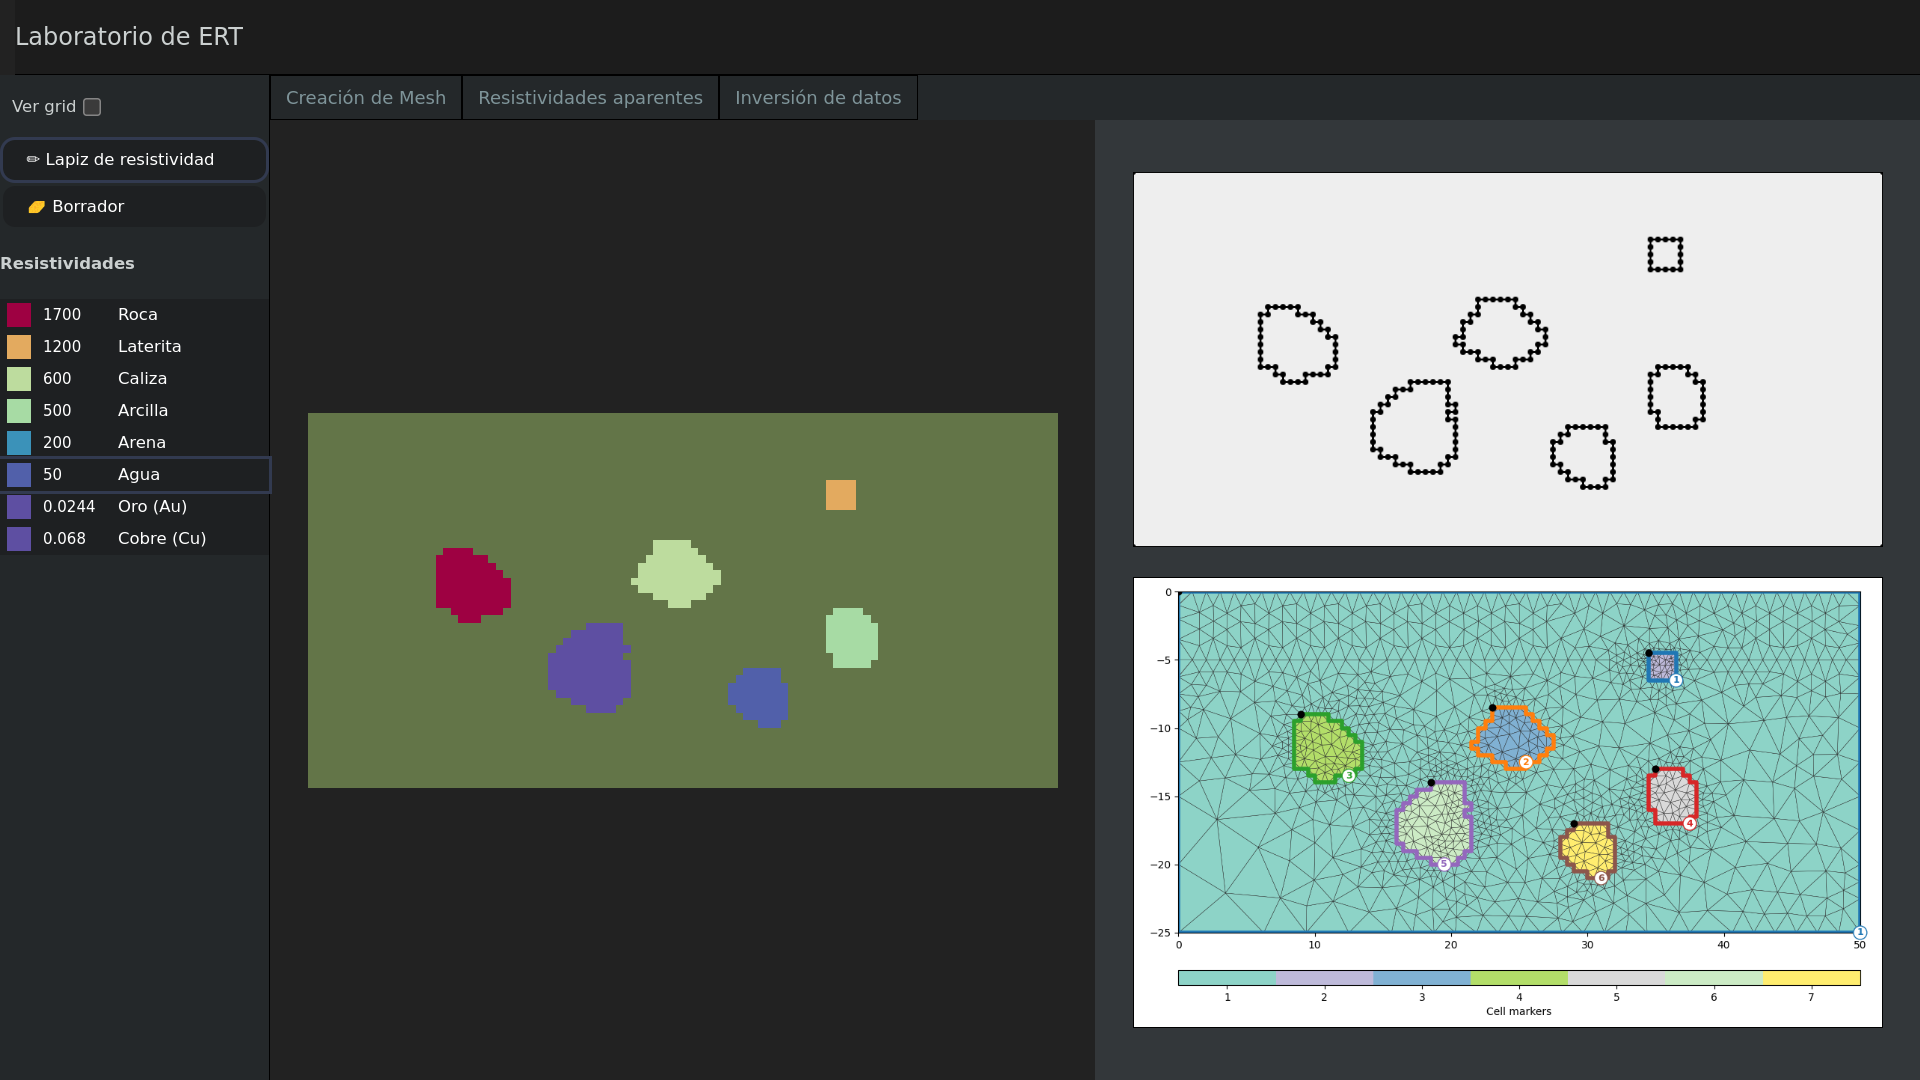 Laboratorio de ERT
Ver grid
Creación de Mesh
Resistividades aparentes
Inversión de datos
✏ Lapiz de resistividad
Borrador
Resistividades
1700 Roca
1200 Laterita
600 Caliza
500 Arcilla
200 Arena
50 Agua
0.0244 Oro (Au)
0.068 Cobre (Cu)
0
−5
−10
−15
−20
−25
1
2
3
4
5
6
1
0 10 20 30 40 50
1 2 3 4 5 6 7
Cell markers